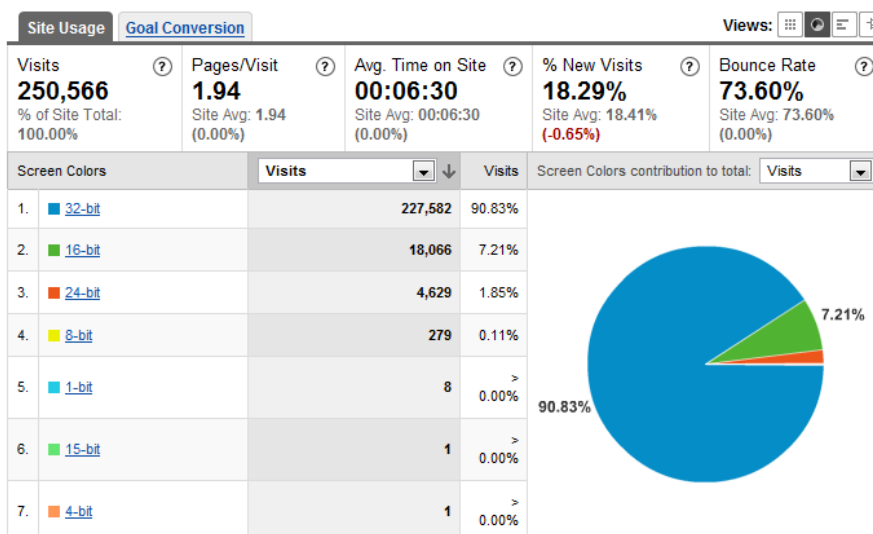 Site Usage Goal Conversion Views:
Visits ? Pages/Visit ? Avg. Time on Site ? % New Visits ? Bounce Rate ?
250,566 1.94 00:06:30 18.29% 73.60%
% of Site Total: Site Avg: 1.94 Site Avg: 00:06:30 Site Avg: 18.41% Site Avg: 73.60%
100.00% (0.00%) (0.00%) (-0.65%) (0.00%)
Screen Colors Visits Visits Screen Colors contribution to total: Visits
1. 32-bit 227,582 90.83%
2. 16-bit 18,066 7.21%
3. 24-bit 4,629 1.85%
4. 8-bit 279 0.11%
5. 1-bit 8 >
0.00%
6. 15-bit 1 >
0.00%
7. 4-bit 1 >
0.00%
7.21%
90.83%